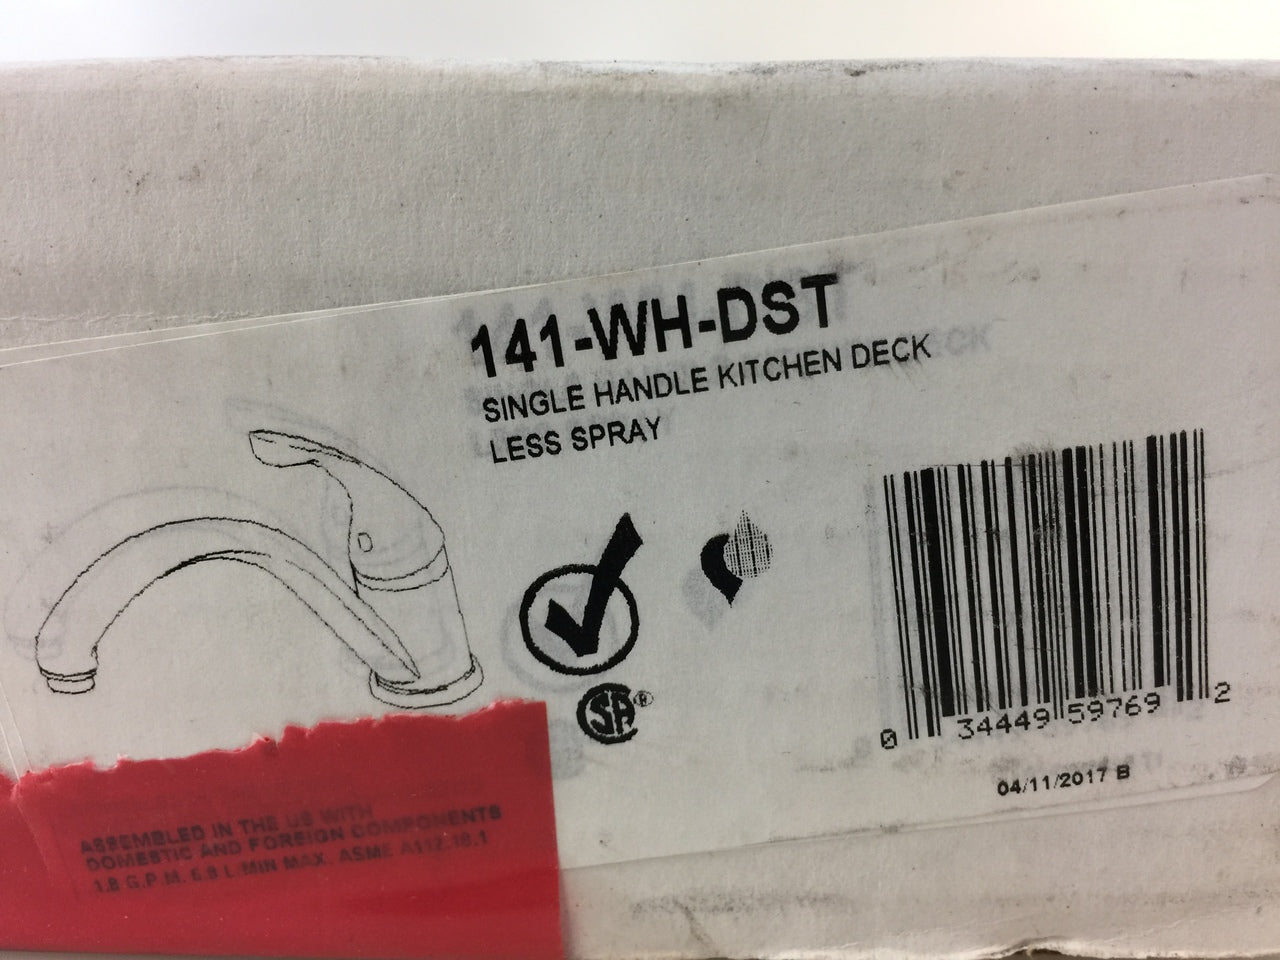 141-WH-DST
SINGLE HANDLE KITCHEN DECK
LESS SPRAY
SA®
0 34449 59769 2
04/11/2017 B
ASSEMBLED IN THE US WITH
DOMESTIC AND FOREIGN COMPONENTS
1.8 G.P.M. 6.8 L/MIN MAX. ASME A112.18.1